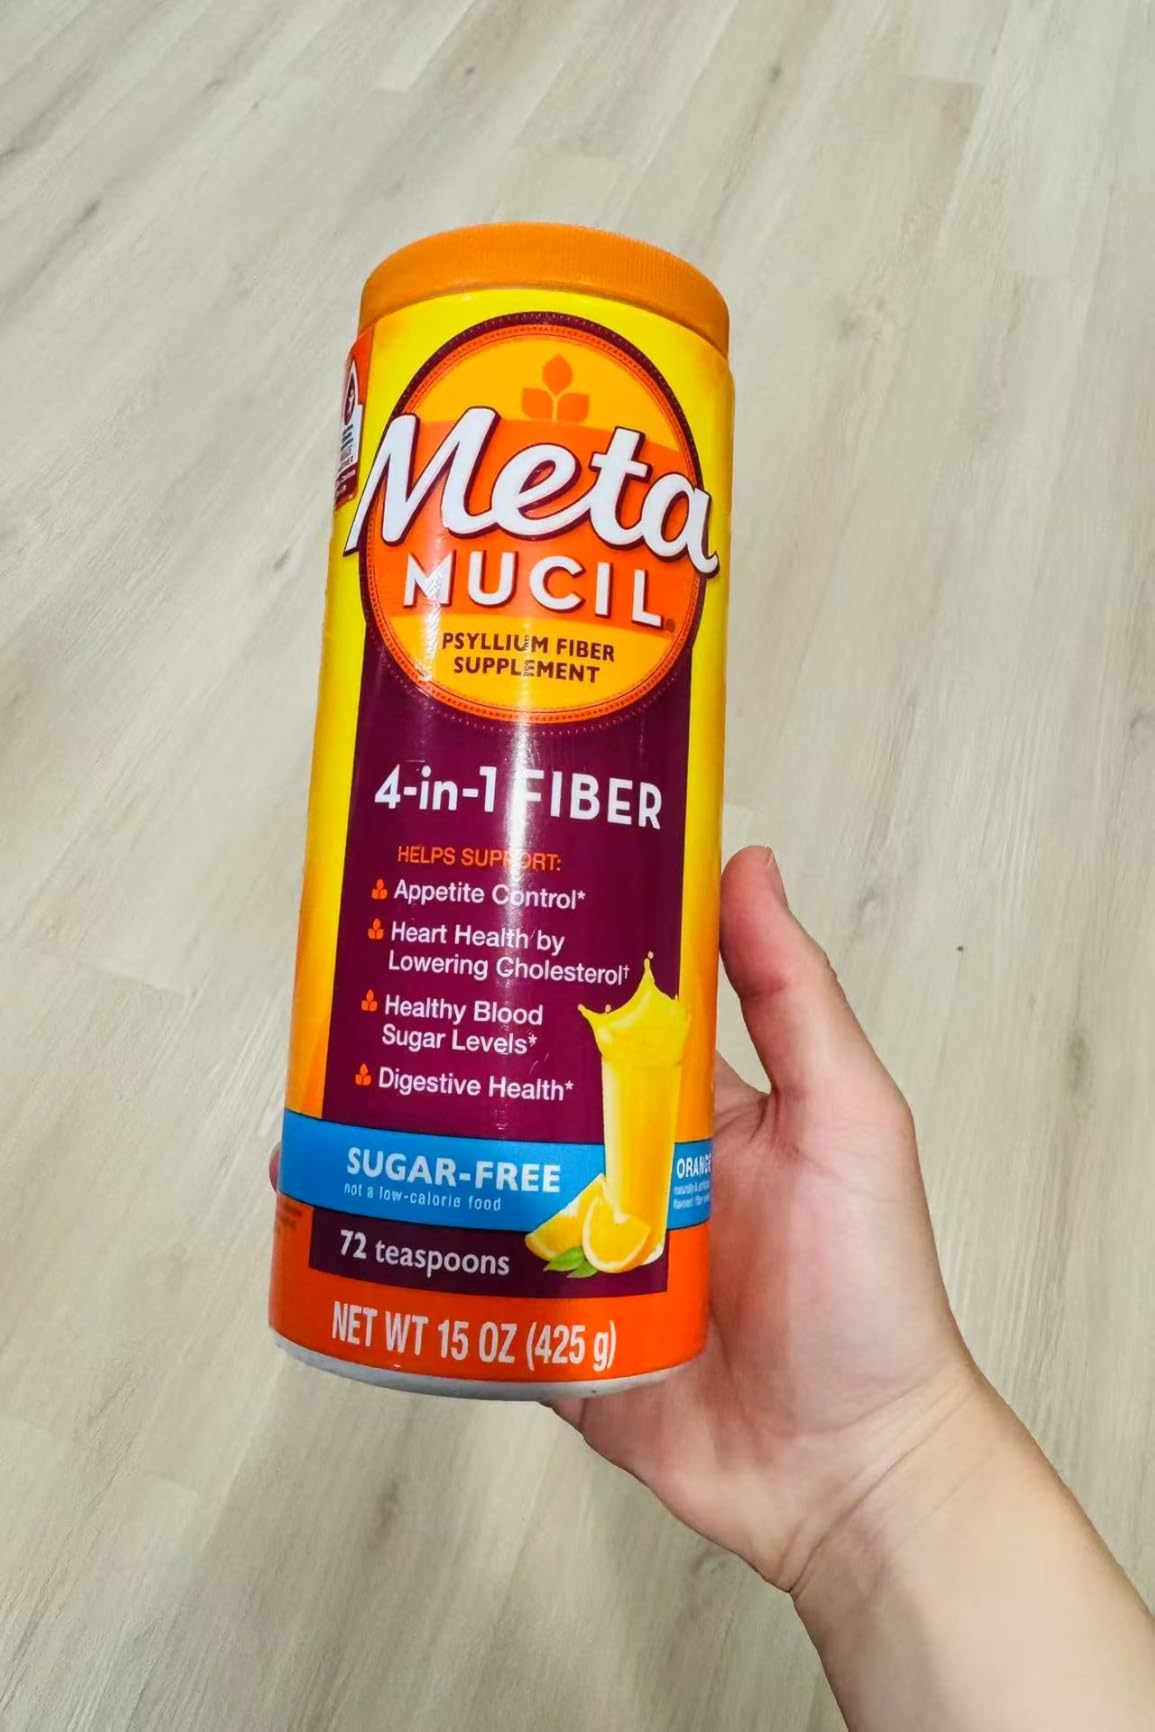 Meta
MUCIL®
PSYLLIUM FIBER
SUPPLEMENT
4-in-1 FIBER
HELPS SUPPORT:
Appetite Control*
Heart Health by
Lowering Cholesterol†
Healthy Blood
Sugar Levels*
Digestive Health*
SUGAR-FREE
not a low-calorie food
ORANGE
72 teaspoons
NET WT 15 OZ (425 g)